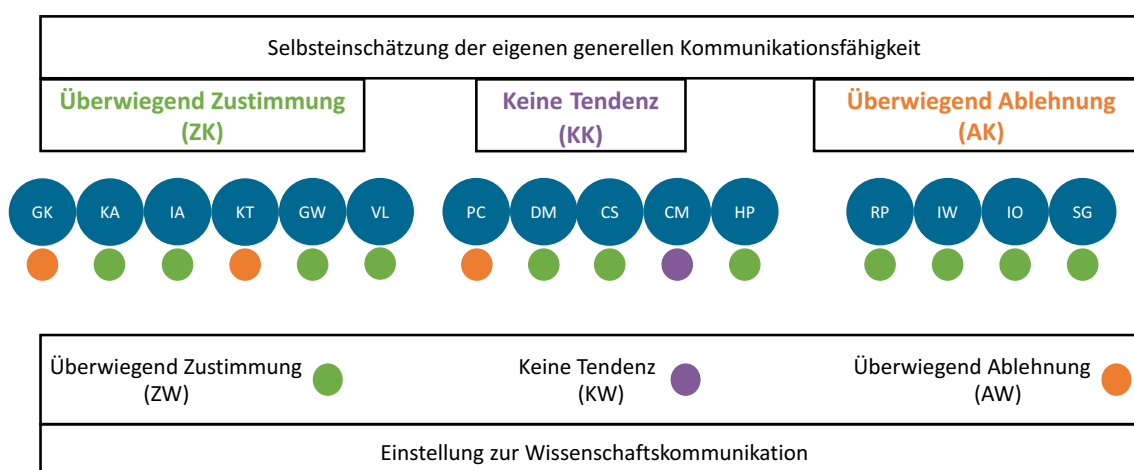 Selbsteinschätzung der eigenen generellen Kommunikationsfähigkeit
Überwiegend Zustimmung
(ZK)
Keine Tendenz
(KK)
Überwiegend Ablehnung
(AK)
GK KA IA KT GW VL PC DM CS CM HP RP IW IO SG
Überwiegend Zustimmung
(ZW)
Keine Tendenz
(KW)
Überwiegend Ablehnung
(AW)
Einstellung zur Wissenschaftskommunikation